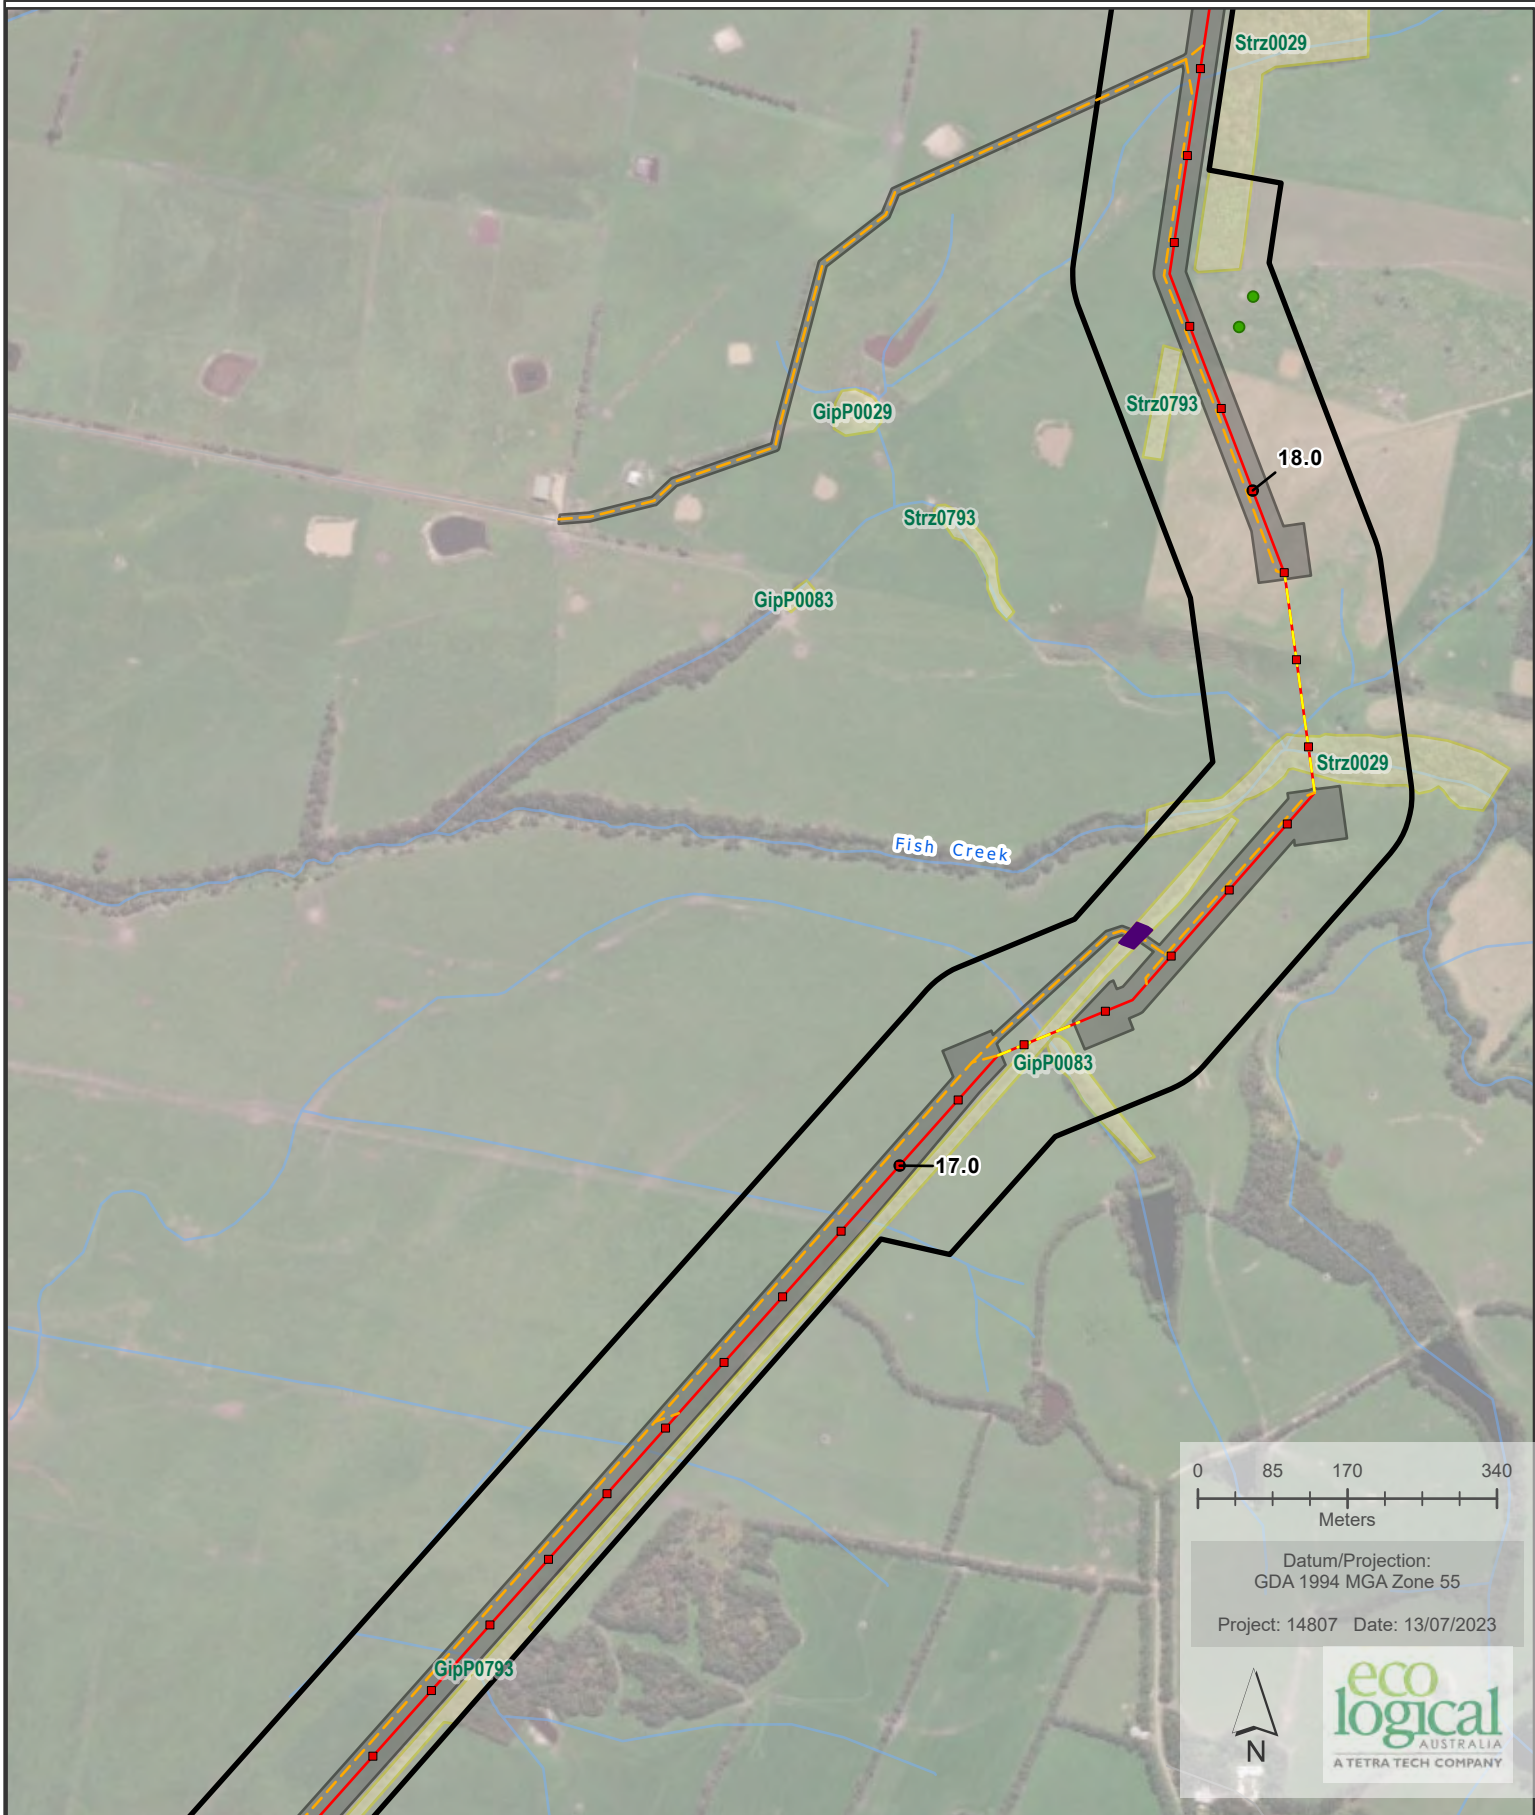 Strz0029
GipP0029
Strz0793
18.0
Strz0793
GipP0083
Strz0029
Fish Creek
GipP0083
17.0
GipP0793
0 85 170 340
Meters
Datum/Projection:
GDA 1994 MGA Zone 55
Project: 14807 Date: 13/07/2023
N
eco
logical
AUSTRALIA
A TETRA TECH COMPANY